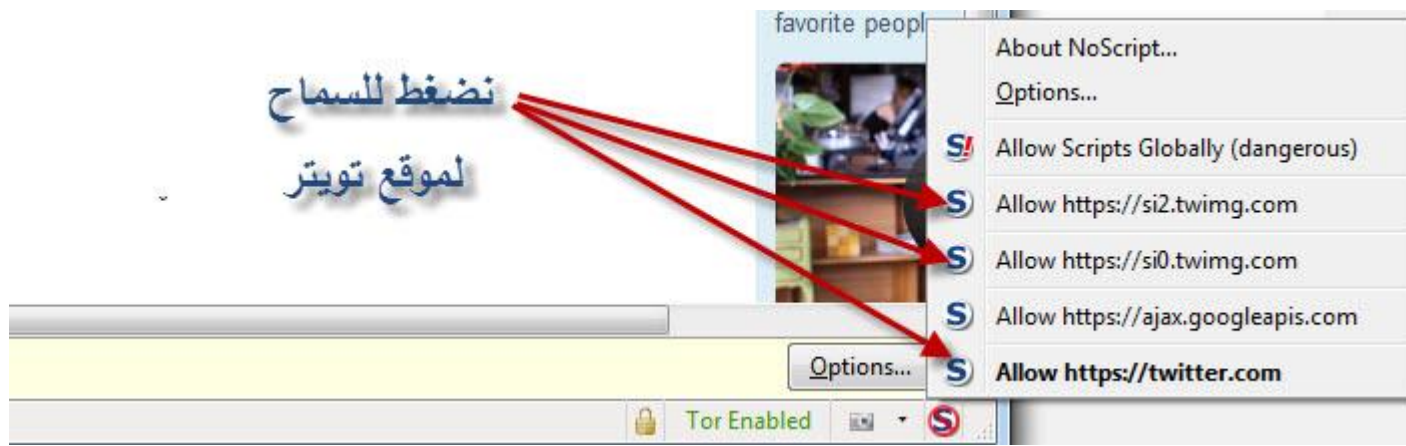 favorite peopl
نضغط للسماح
لموقع تويتر
About NoScript...
Options...
Allow Scripts Globally (dangerous)
Allow https://si2.twimg.com
Allow https://si0.twimg.com
Allow https://ajax.googleapis.com
Allow https://twitter.com
Options...
Tor Enabled